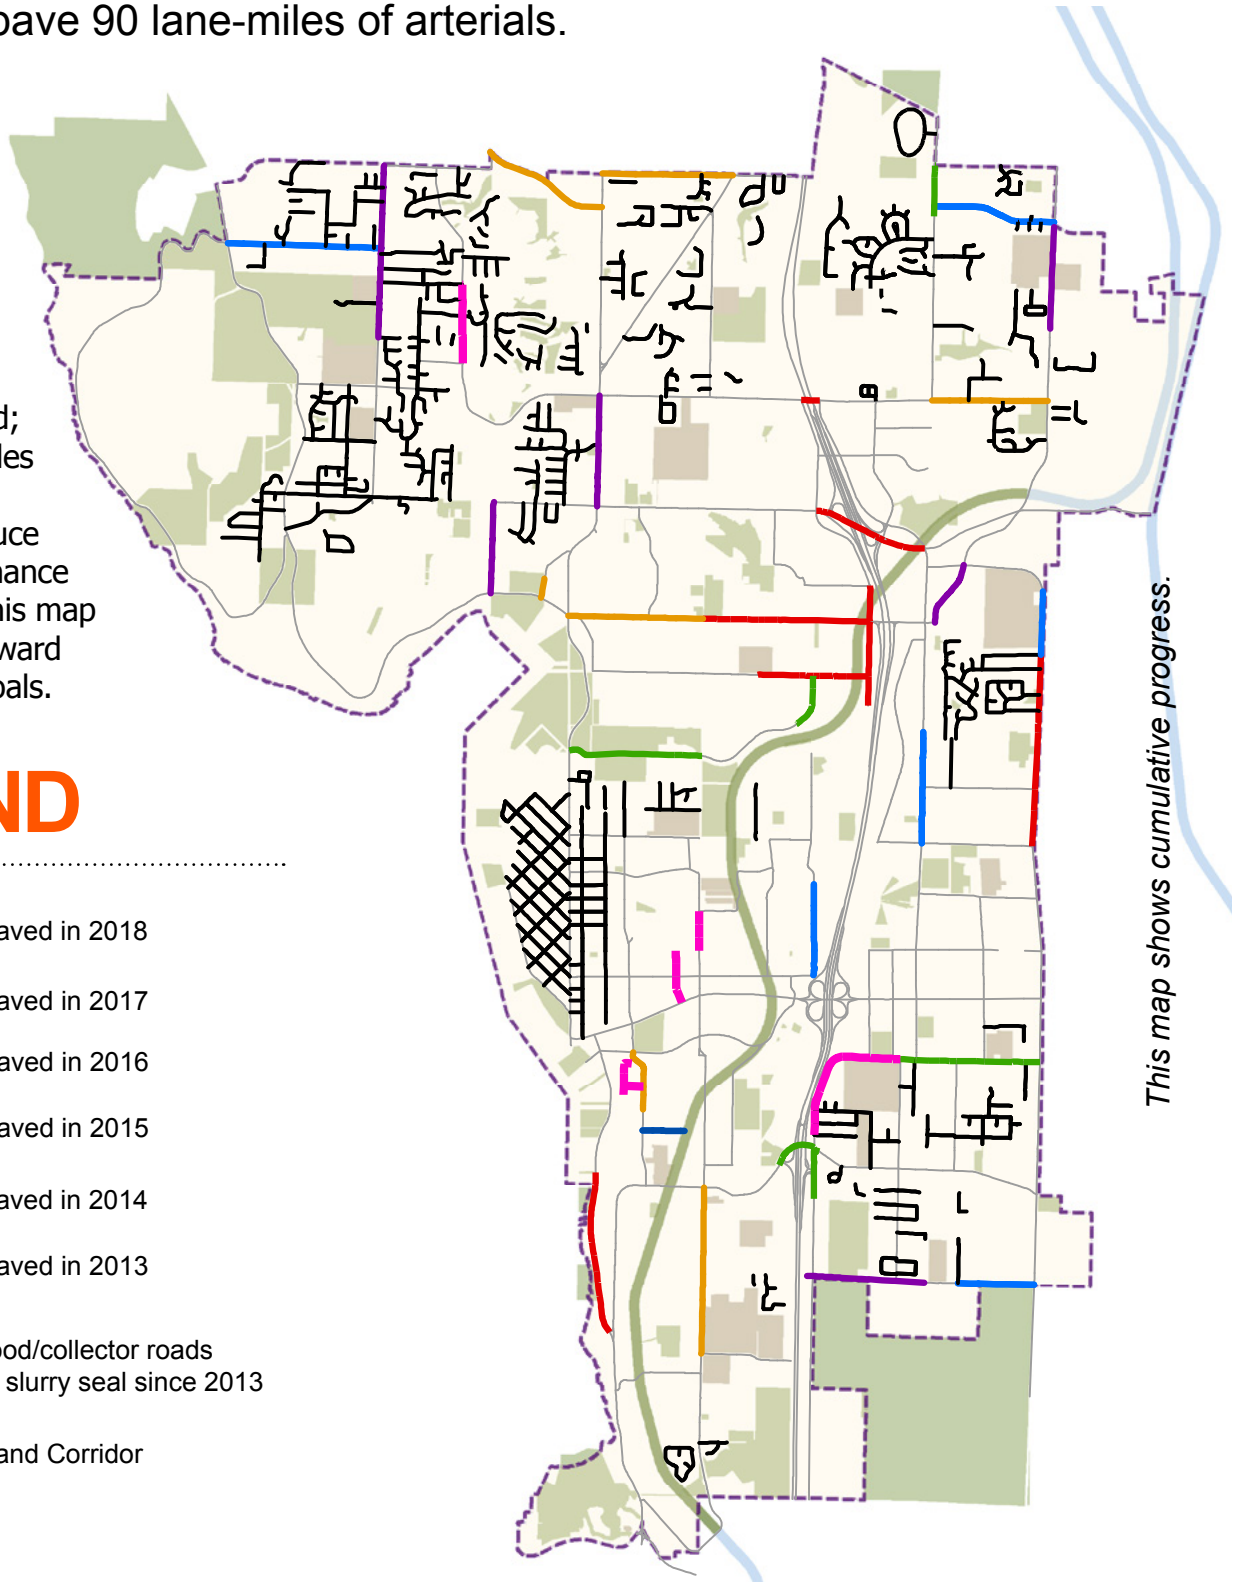 pave 90 lane-miles of arterials.
d;
les
uce
nance
his map
ward
oals.
ND
aved in 2018
aved in 2017
aved in 2016
aved in 2015
aved in 2014
aved in 2013
ood/collector roads
slurry seal since 2013
and Corridor
This map shows cumulative progress.